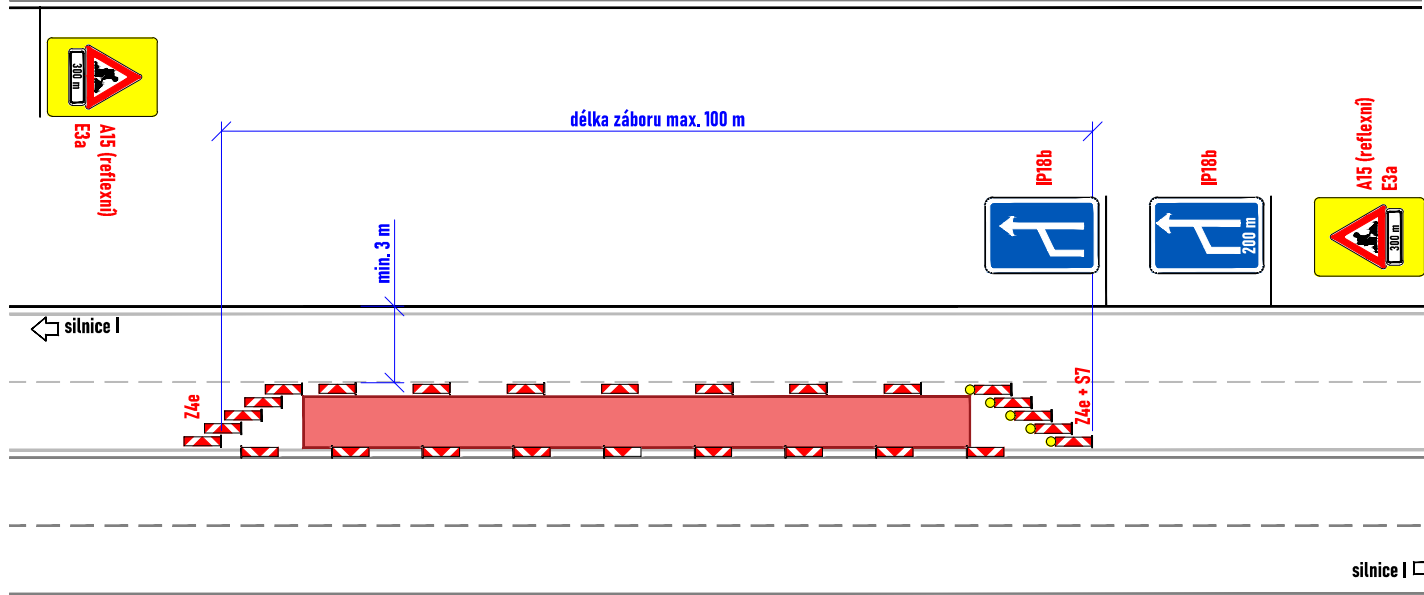 300 m
A15 (reflexní)
E3a
délka záboru max. 100 m
min. 3 m
IP18b
IP18b
200 m
A15 (reflexní)
E3a
300 m
silnice I
Z4e
Z4e + S7
silnice I